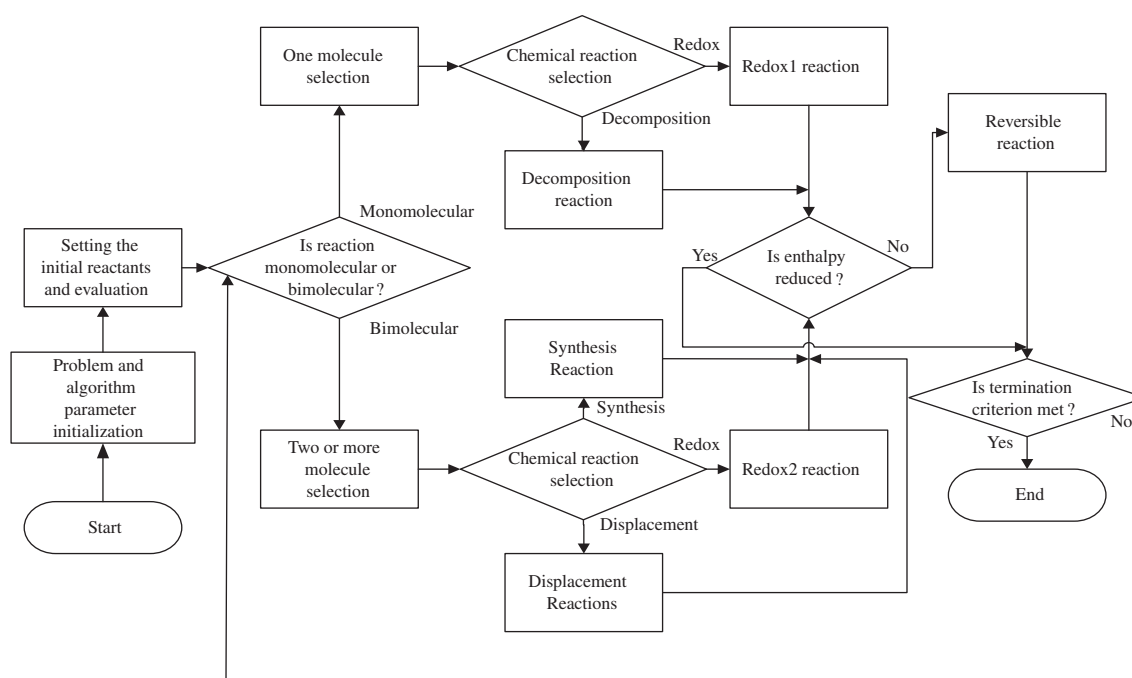 One molecule
selection
Chemical reaction
selection
Redox
Redox1 reaction
Decomposition
Decomposition
reaction
Reversible
reaction
Monomolecular
Setting the
initial reactants
and evaluation
Is reaction
monomolecular or
bimolecular ?
Yes
Is enthalpy
reduced ?
No
Bimolecular
Problem and
algorithm
parameter
initialization
Synthesis
Reaction
Synthesis
Is termination
criterion met ?
No
Yes
Two or more
molecule
selection
Chemical reaction
selection
Redox
Redox2 reaction
End
Start
Displacement
Displacement
Reactions